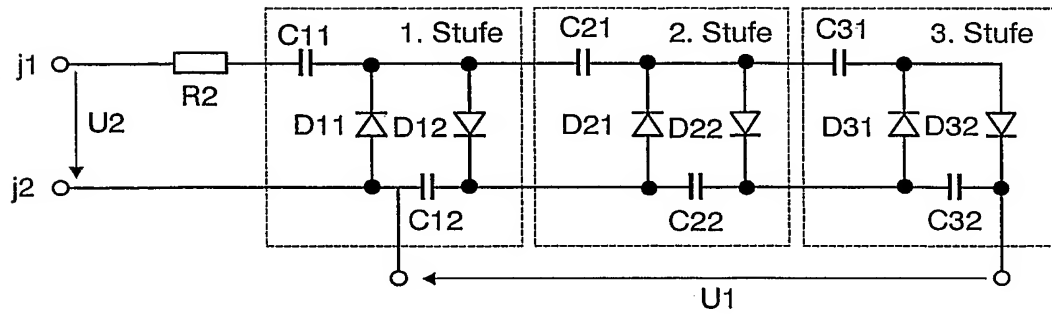 C11 1. Stufe C21 2. Stufe C31 3. Stufe
j1
R2
U2 D11 D12 D21 D22 D31 D32
j2
C12 C22 C32
U1